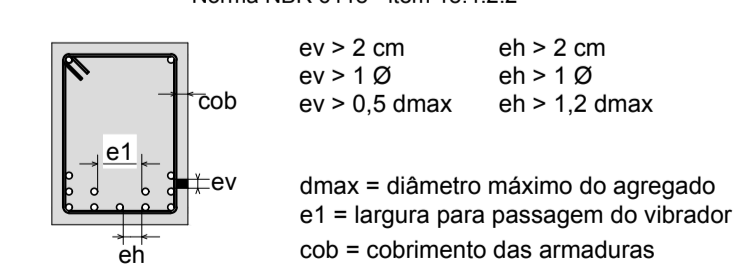 Norma NBR 6118 - item 18.4.2.2
ev > 2 cm eh > 2 cm
ev > 1 Ø eh > 1 Ø
ev > 0,5 dmax eh > 1,2 dmax
cob
e1
ev
eh
dmax = diâmetro máximo do agregado
e1 = largura para passagem do vibrador
cob = cobrimento das armaduras